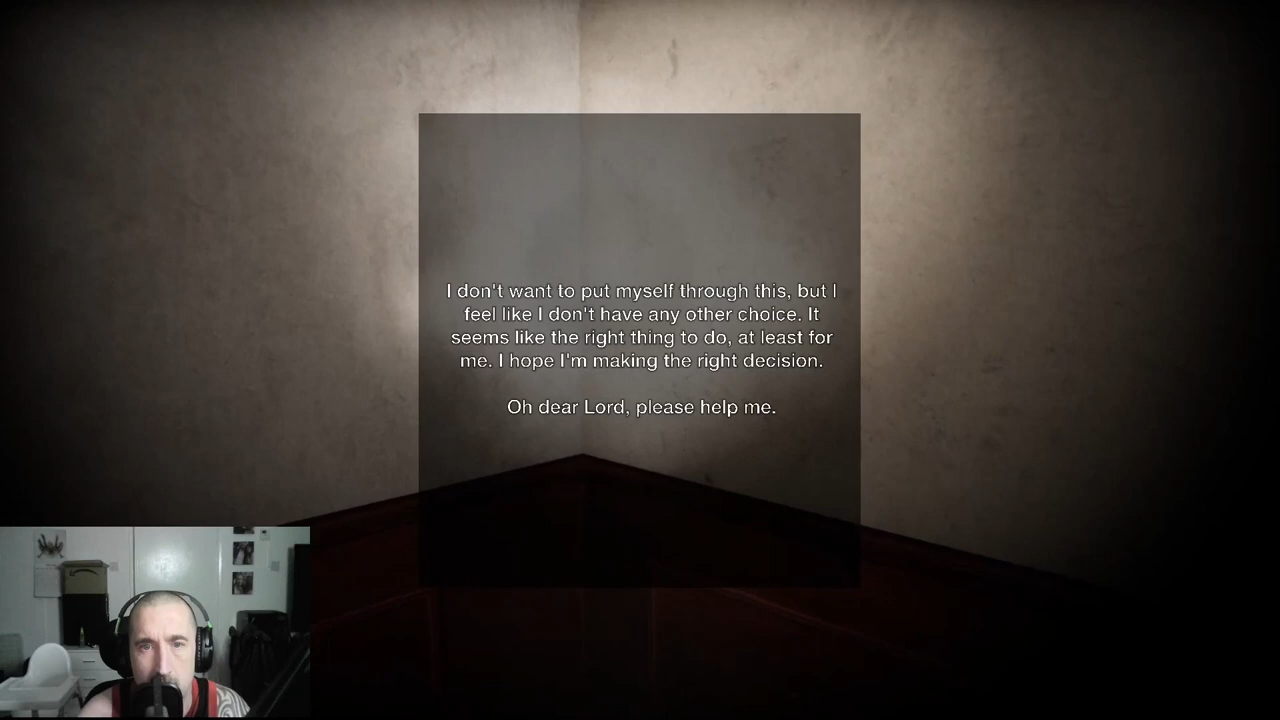 I don't want to put myself through this, but I
feel like I don't have any other choice. It
seems like the right thing to do, at least for
me. I hope I'm making the right decision.
Oh dear Lord, please help me.